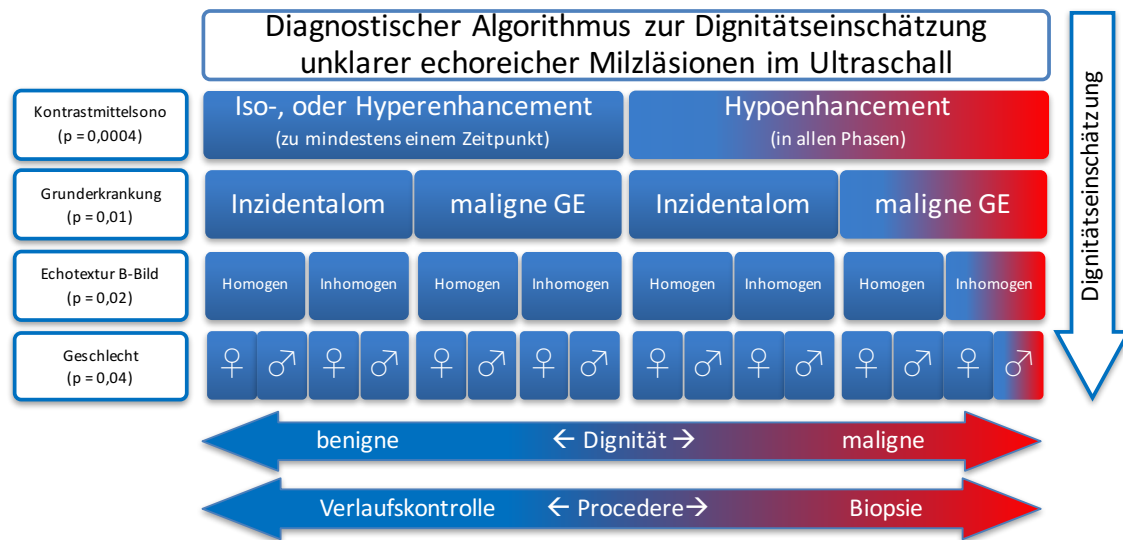 Diagnostischer Algorithmus zur Dignitätseinschätzung
unklarer echoreicher Milzläsionen im Ultraschall
Dignitätseinschätzung
Kontrastmittelsono
(p = 0,0004)
Iso-, oder Hyperenhancement
(zu mindestens einem Zeitpunkt)
Hypoenhancement
(in allen Phasen)
Grunderkrankung
(p = 0,01)
Inzidentalom
maligne GE
Inzidentalom
maligne GE
Echotextur B-Bild
(p = 0,02)
Homogen
Inhomogen
Homogen
Inhomogen
Homogen
Inhomogen
Homogen
Inhomogen
Geschlecht
(p = 0,04)
♀ ♂ ♀ ♂ ♀ ♂ ♀ ♂ ♀ ♂ ♀ ♂ ♀ ♂ ♀ ♂
benigne ← Dignität → maligne
Verlaufskontrolle ← Procedere → Biopsie